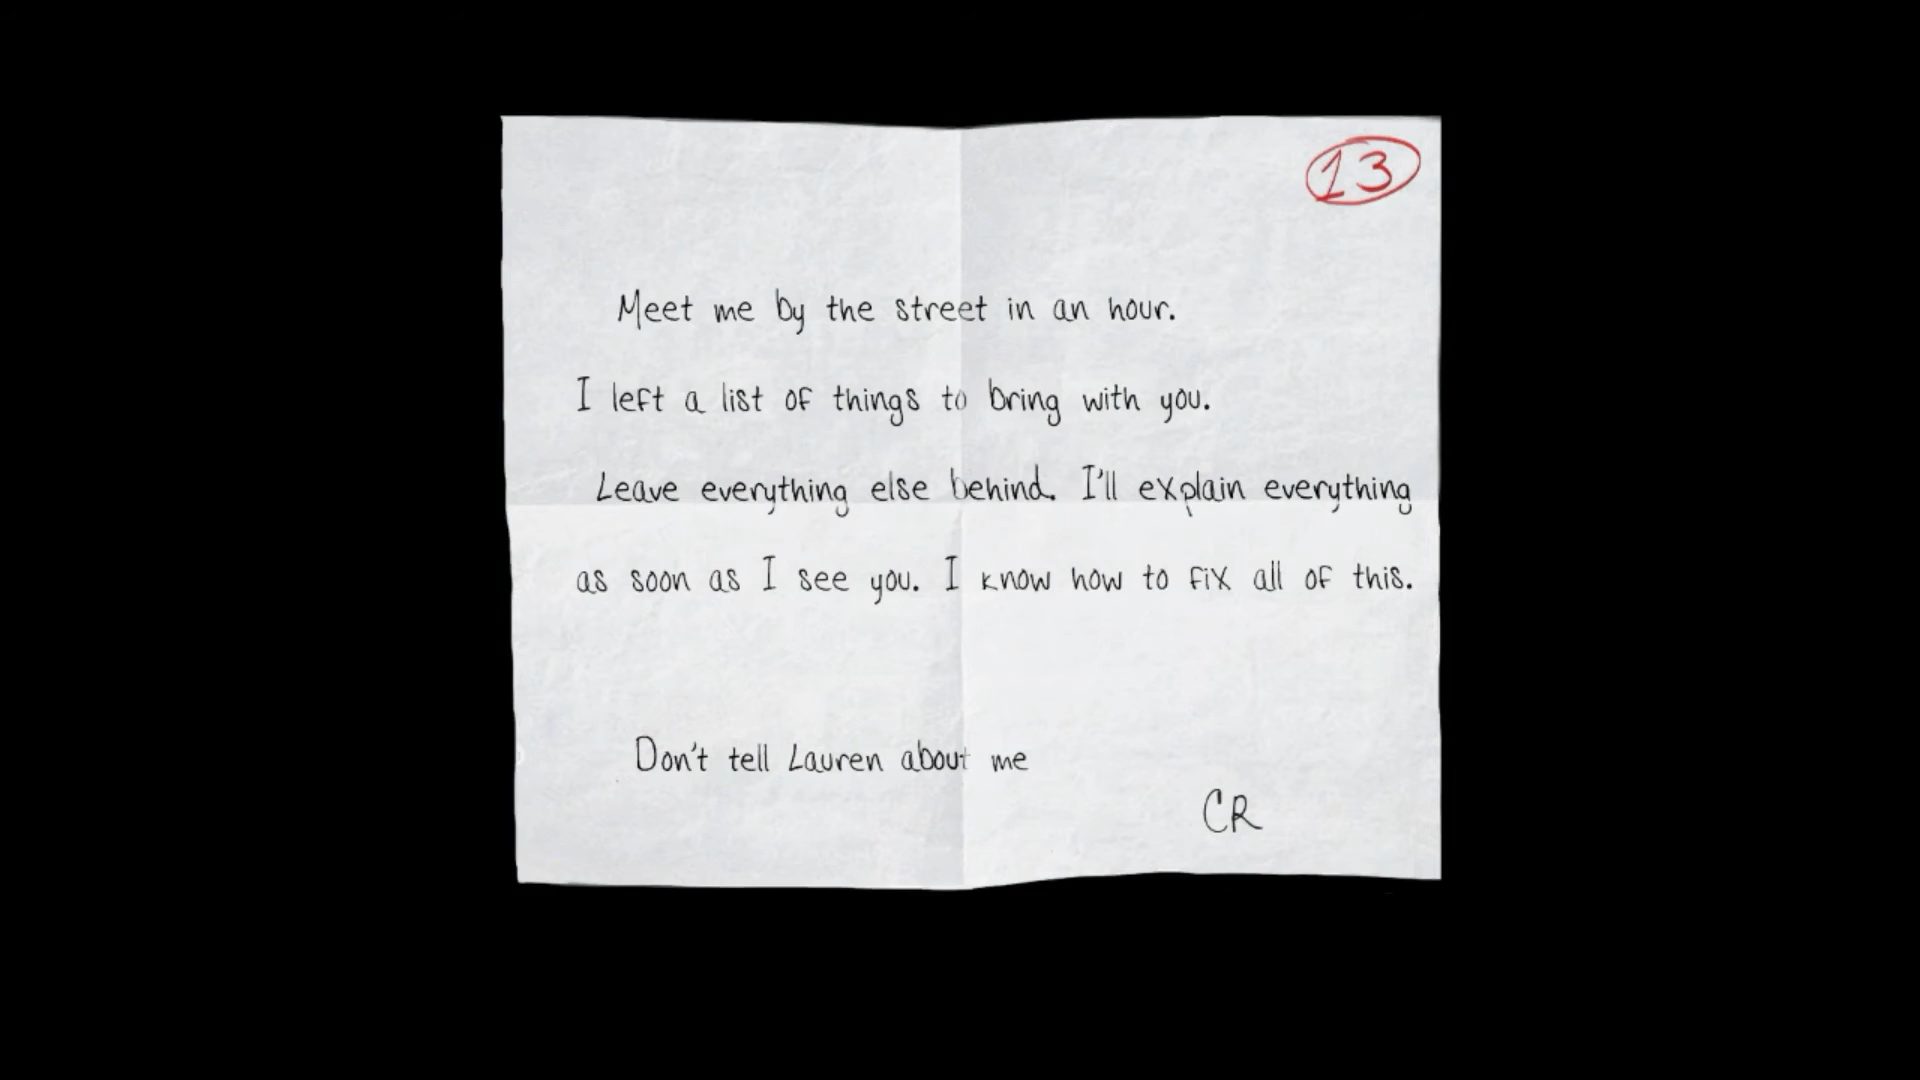 13
Meet me by the street in an hour.
I left a list of things to bring with you.
Leave everything else behind. I'll explain everything
as soon as I see you. I know how to fix all of this.
Don't tell Lauren about me
CR